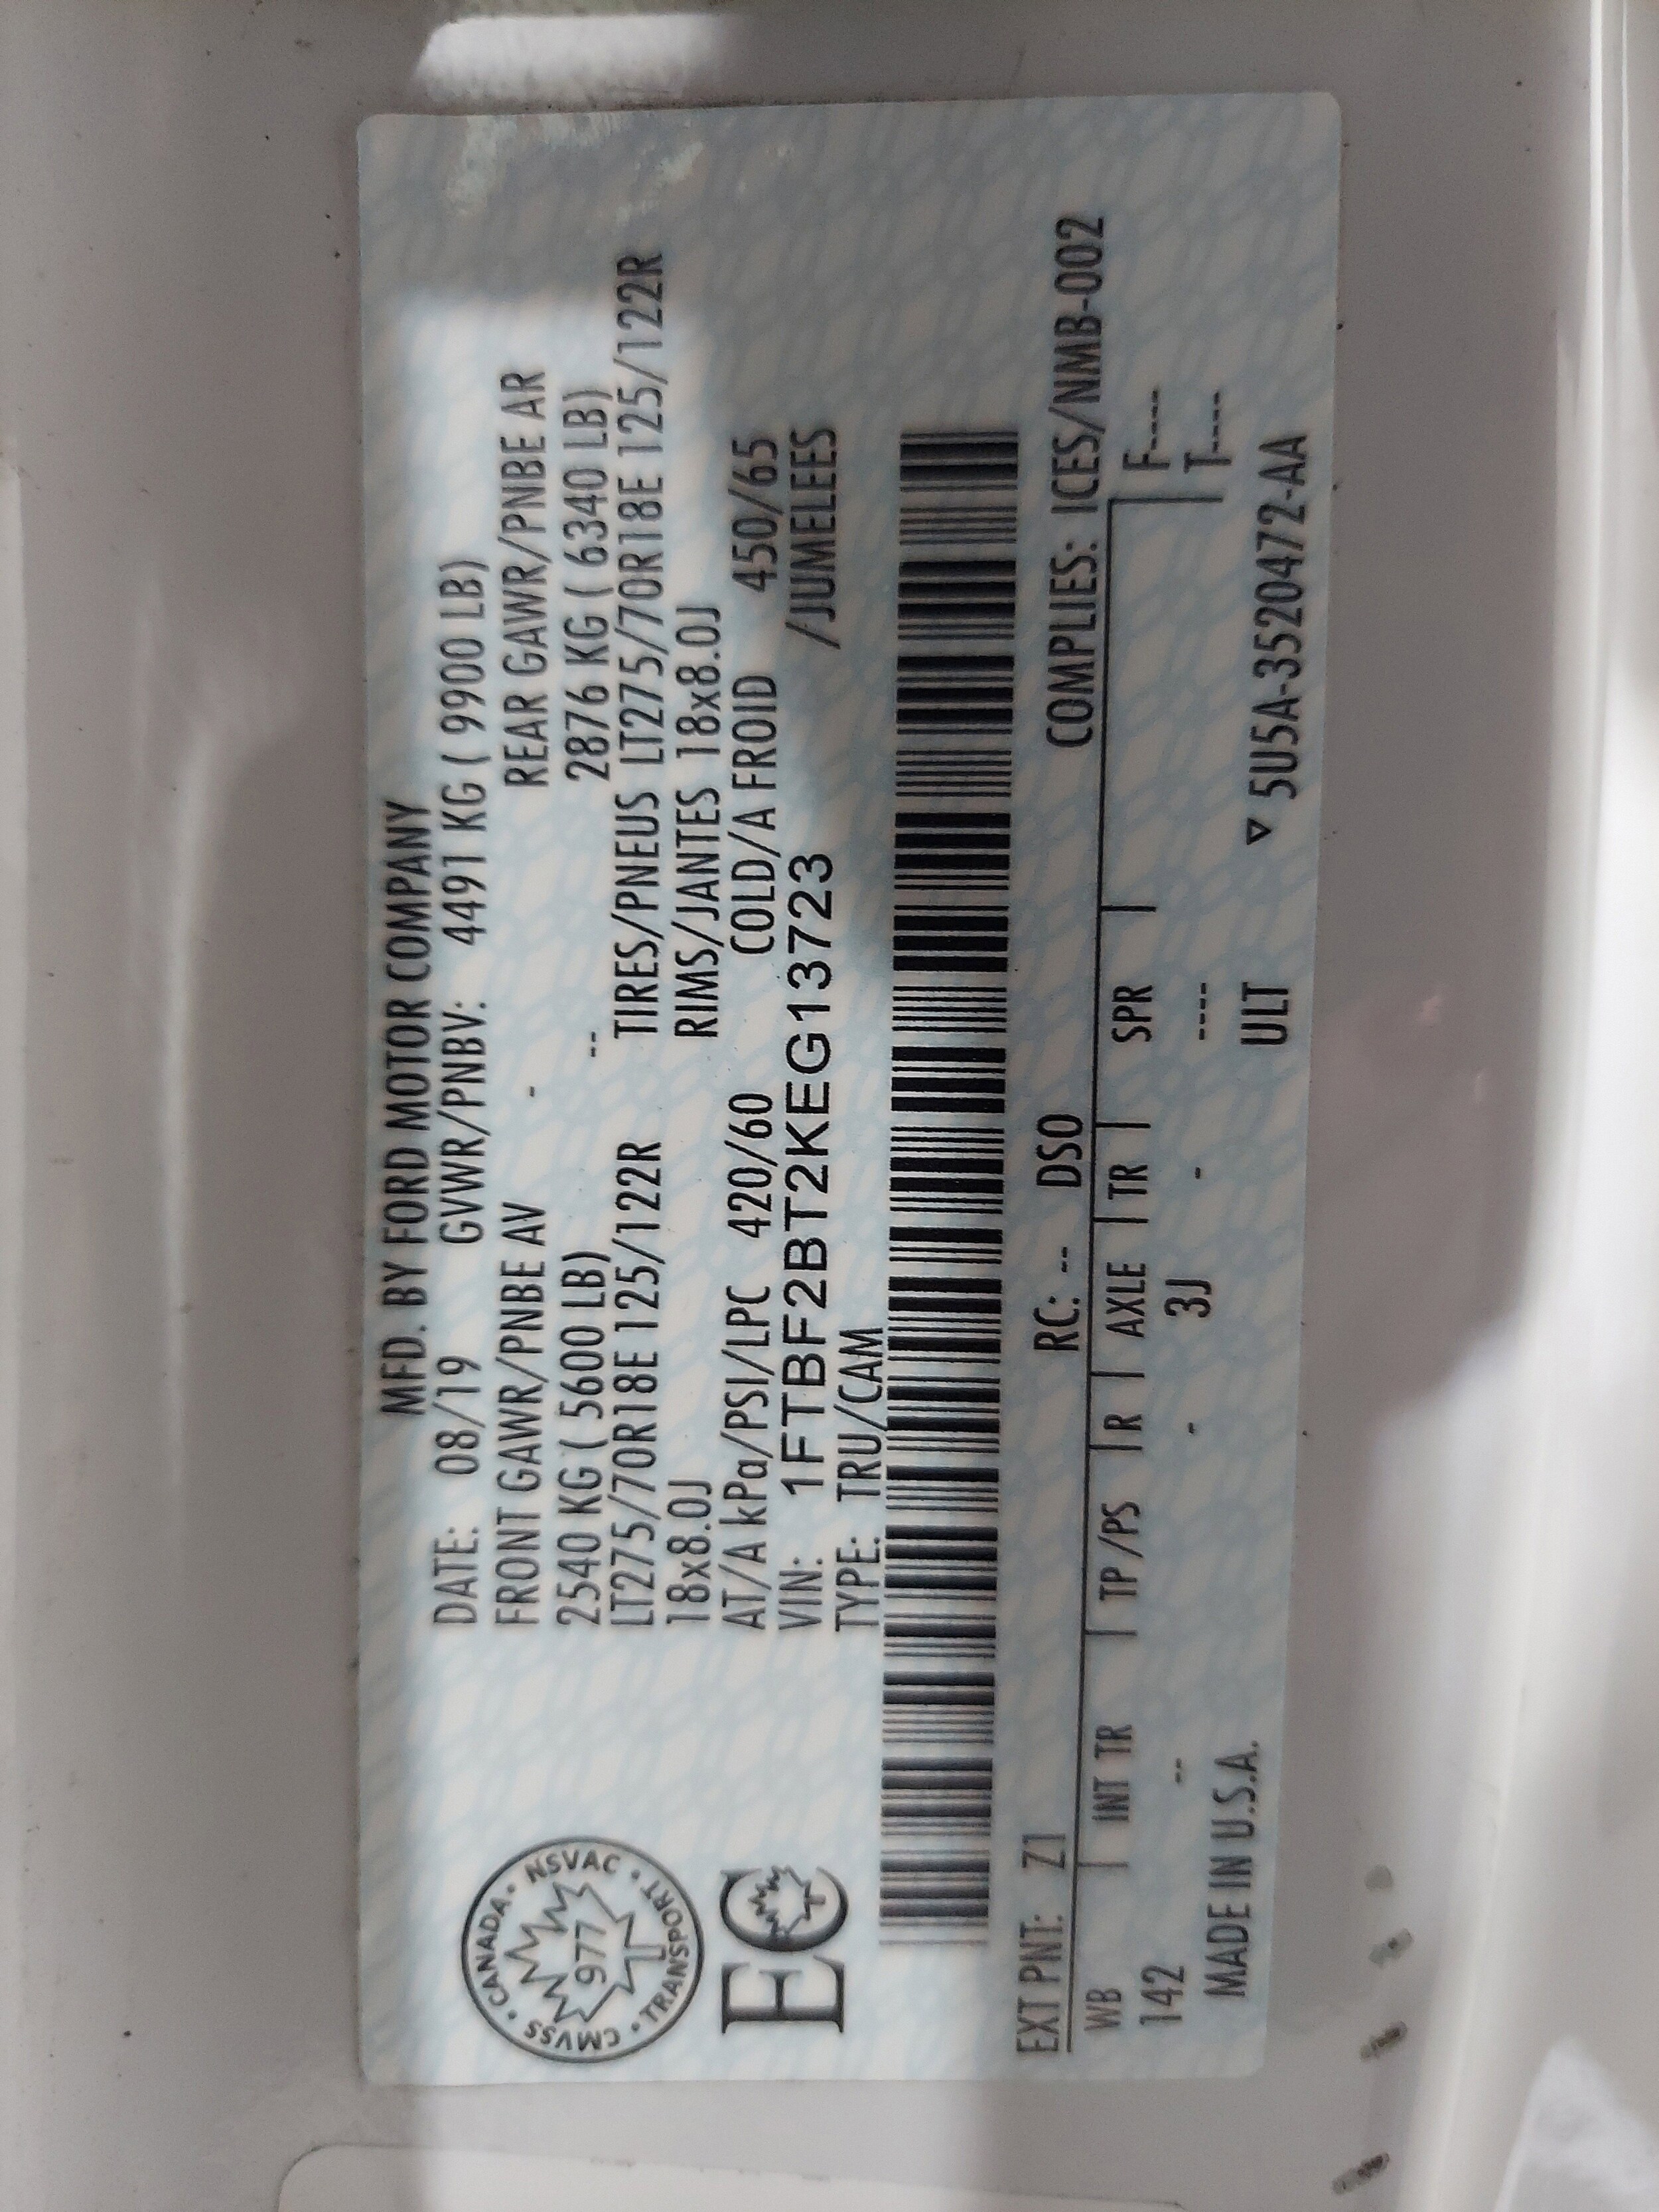 MFD. BY FORD MOTOR COMPANY
DATE: 08/19 GVWR/PNBV: 4491 KG ( 9900 LB)
FRONT GAWR/PNBE AV - REAR GAWR/PNBE AR
2540 KG ( 5600 LB) -- 2876 KG ( 6340 LB)
LT275/70R18E 125/122R TIRES/PNEUS LT275/70R18E 125/122R
18x8.0J RIMS/JANTES 18x8.0J
AT/A kPa/PSI/LPC 420/60 COLD/A FROID 450/65
VIN: 1FTBF2BT2KEG13723 /JUMELEES
TYPE: TRU/CAM
CANADA • NSVAC • TRANSPORT • CMVSS •
977
EC
EXT PNT: Z1 RC: -- DSO COMPLIES: ICES/NMB-002
WB | INT TR | TP/PS | R | AXLE | TR | SPR | F----
142 -- - 3J - ---- T----
MADE IN U.S.A. ULT ▽ 5U5A-3520472-AA